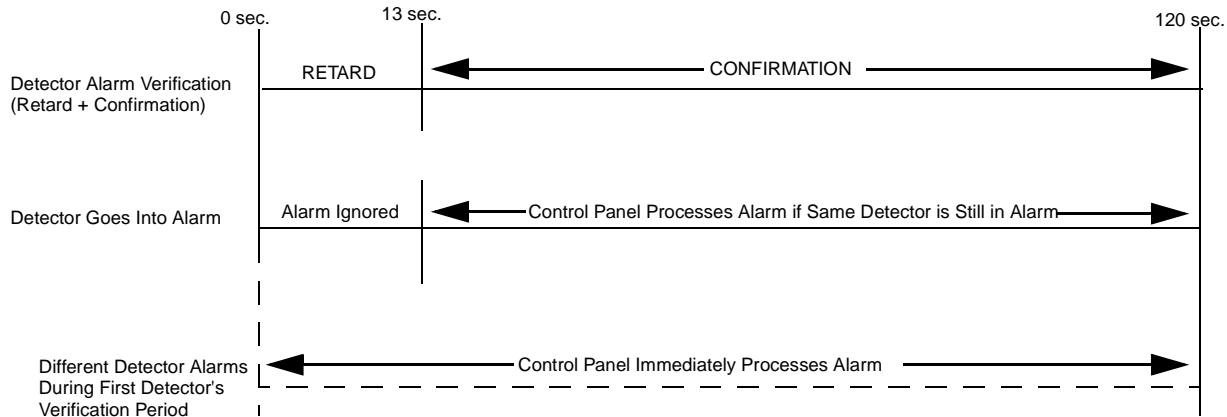 0 sec.
13 sec.
120 sec.
Detector Alarm Verification
(Retard + Confirmation)
RETARD
CONFIRMATION
Detector Goes Into Alarm
Alarm Ignored
Control Panel Processes Alarm if Same Detector is Still in Alarm
Different Detector Alarms
During First Detector's
Verification Period
Control Panel Immediately Processes Alarm